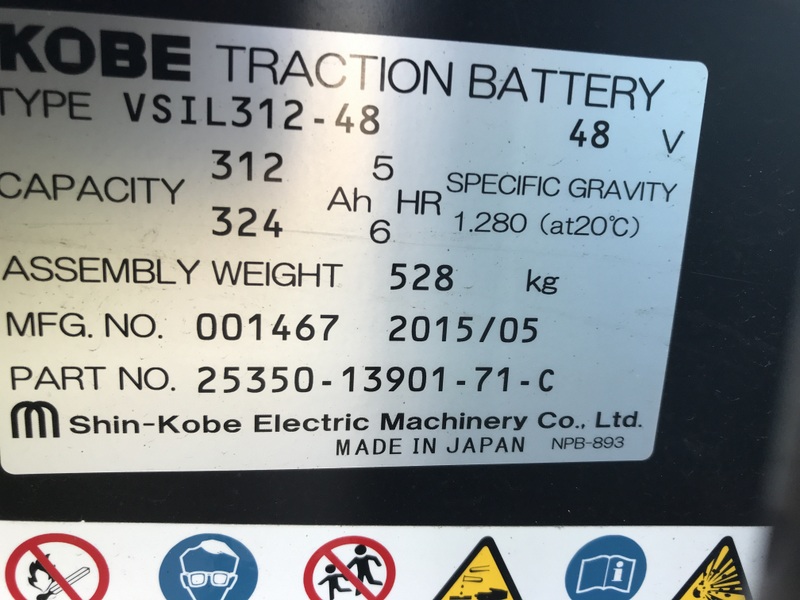 KOBE TRACTION BATTERY
TYPE VSIL312-48 48 V
CAPACITY 312 324 Ah 5 6 HR SPECIFIC GRAVITY 1.280 (at20℃)
ASSEMBLY WEIGHT 528 kg
MFG. NO. 001467 2015/05
PART NO. 25350-13901-71-C
Shin-Kobe Electric Machinery Co., Ltd.
MADE IN JAPAN NPB-893
i